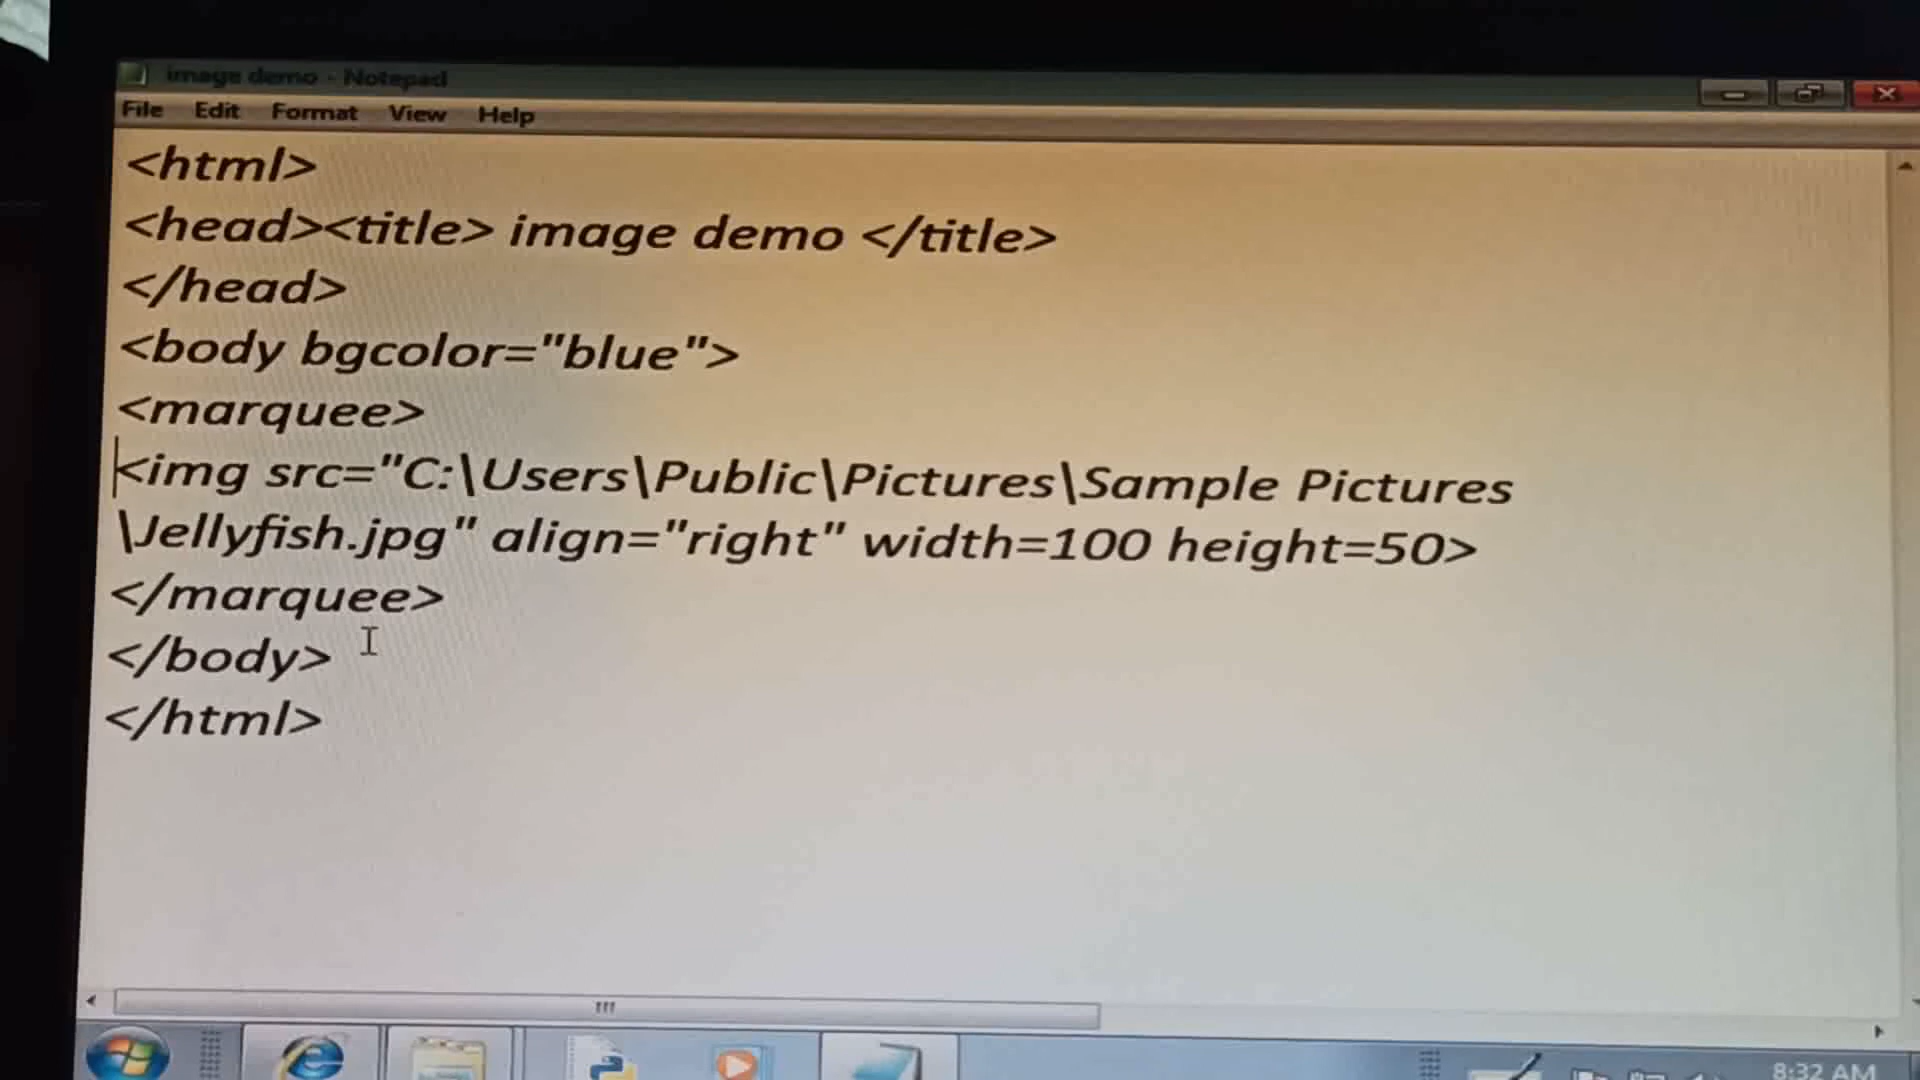 image demo - Notepad
File Edit Format View Help
<html>
<head><title> image demo </title>
</head>
<body bgcolor="blue">
<marquee>
<img src="C:\Users\Public\Pictures\Sample Pictures
\Jellyfish.jpg" align="right" width=100 height=50>
</marquee>
</body>
</html>
8:32 AM